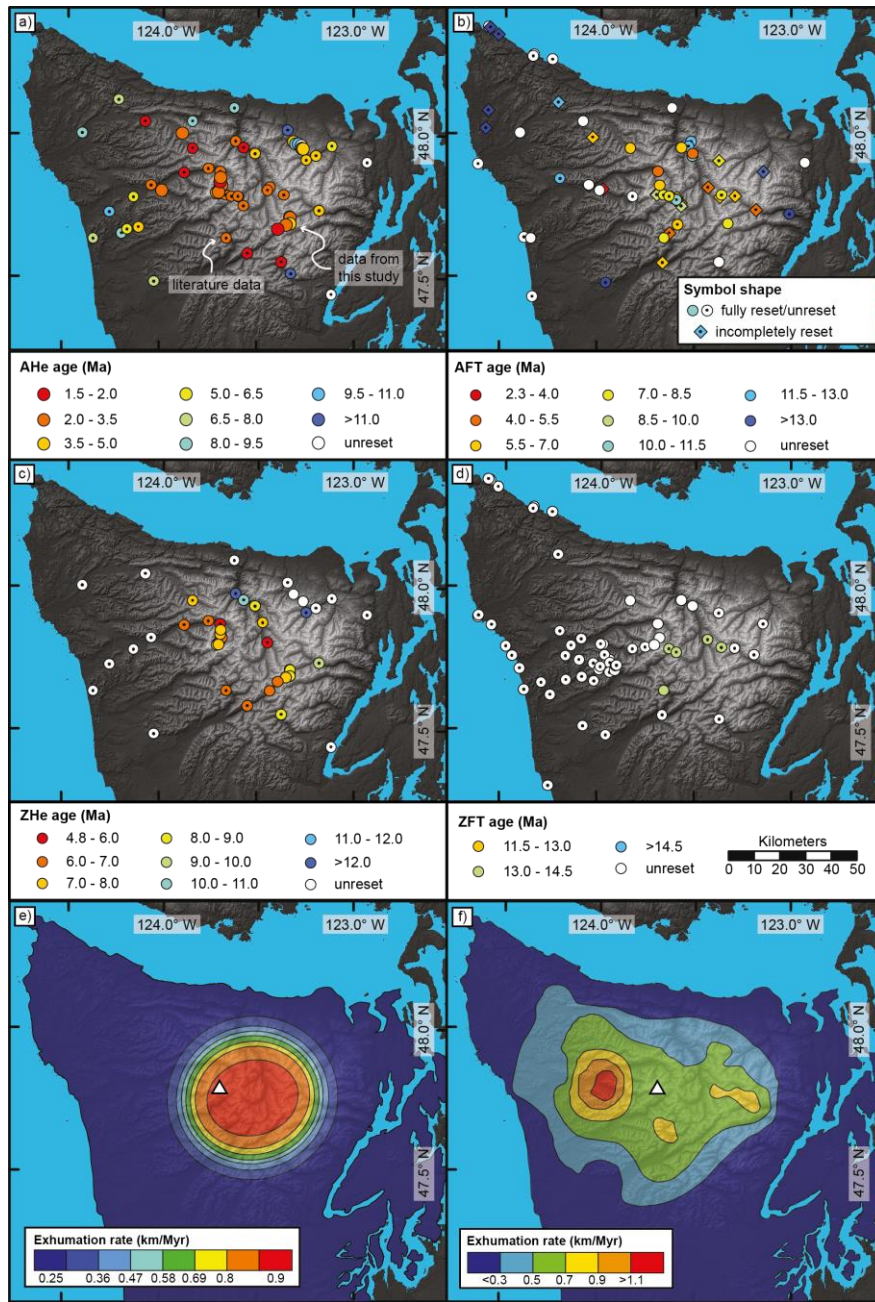 a)
124.0° W
123.0° W
48.0° N
47.5° N
literature data
data from
this study
b)
124.0° W
123.0° W
48.0° N
47.5° N
Symbol shape
fully reset/unreset
incompletely reset
AHe age (Ma)
1.5 - 2.0
2.0 - 3.5
3.5 - 5.0
5.0 - 6.5
6.5 - 8.0
8.0 - 9.5
9.5 - 11.0
>11.0
unreset
AFT age (Ma)
2.3 - 4.0
4.0 - 5.5
5.5 - 7.0
7.0 - 8.5
8.5 - 10.0
10.0 - 11.5
11.5 - 13.0
>13.0
unreset
c)
124.0° W
123.0° W
48.0° N
47.5° N
d)
124.0° W
123.0° W
48.0° N
47.5° N
ZHe age (Ma)
4.8 - 6.0
6.0 - 7.0
7.0 - 8.0
8.0 - 9.0
9.0 - 10.0
10.0 - 11.0
11.0 - 12.0
>12.0
unreset
ZFT age (Ma)
11.5 - 13.0
13.0 - 14.5
>14.5
unreset
Kilometers
0 10 20 30 40 50
e)
124.0° W
123.0° W
48.0° N
47.5° N
Exhumation rate (km/Myr)
0.25 0.36 0.47 0.58 0.69 0.8 0.9
f)
124.0° W
123.0° W
48.0° N
47.5° N
Exhumation rate (km/Myr)
<0.3 0.5 0.7 0.9 >1.1